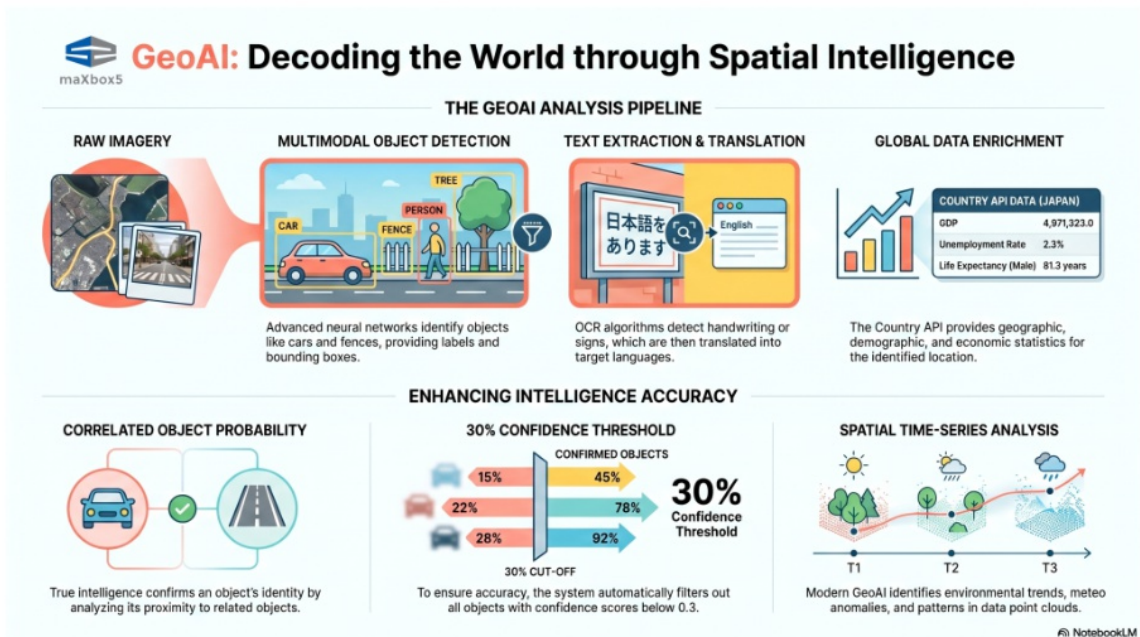 maXbox5
GeoAI: Decoding the World through Spatial Intelligence
THE GEOAI ANALYSIS PIPELINE
RAW IMAGERY
MULTIMODAL OBJECT DETECTION
CAR
FENCE
PERSON
TREE
Advanced neural networks identify objects
like cars and fences, providing labels and
bounding boxes.
TEXT EXTRACTION & TRANSLATION
日本語を
あります
English
OCR algorithms detect handwriting or
signs, which are then translated into
target languages.
GLOBAL DATA ENRICHMENT
COUNTRY API DATA (JAPAN)
GDP 4,971,323.0
Unemployment Rate 2.3%
Life Expectancy (Male) 81.3 years
The Country API provides geographic,
demographic, and economic statistics for
the identified location.
ENHANCING INTELLIGENCE ACCURACY
CORRELATED OBJECT PROBABILITY
True intelligence confirms an object's identity by
analyzing its proximity to related objects.
30% CONFIDENCE THRESHOLD
CONFIRMED OBJECTS
15% 45%
22% 78%
28% 92%
30% CUT-OFF
30%
Confidence
Threshold
To ensure accuracy, the system automatically filters out
all objects with confidence scores below 0.3.
SPATIAL TIME-SERIES ANALYSIS
T1 T2 T3
Modern GeoAI identifies environmental trends, meteo
anomalies, and patterns in data point clouds.
NotebookLM